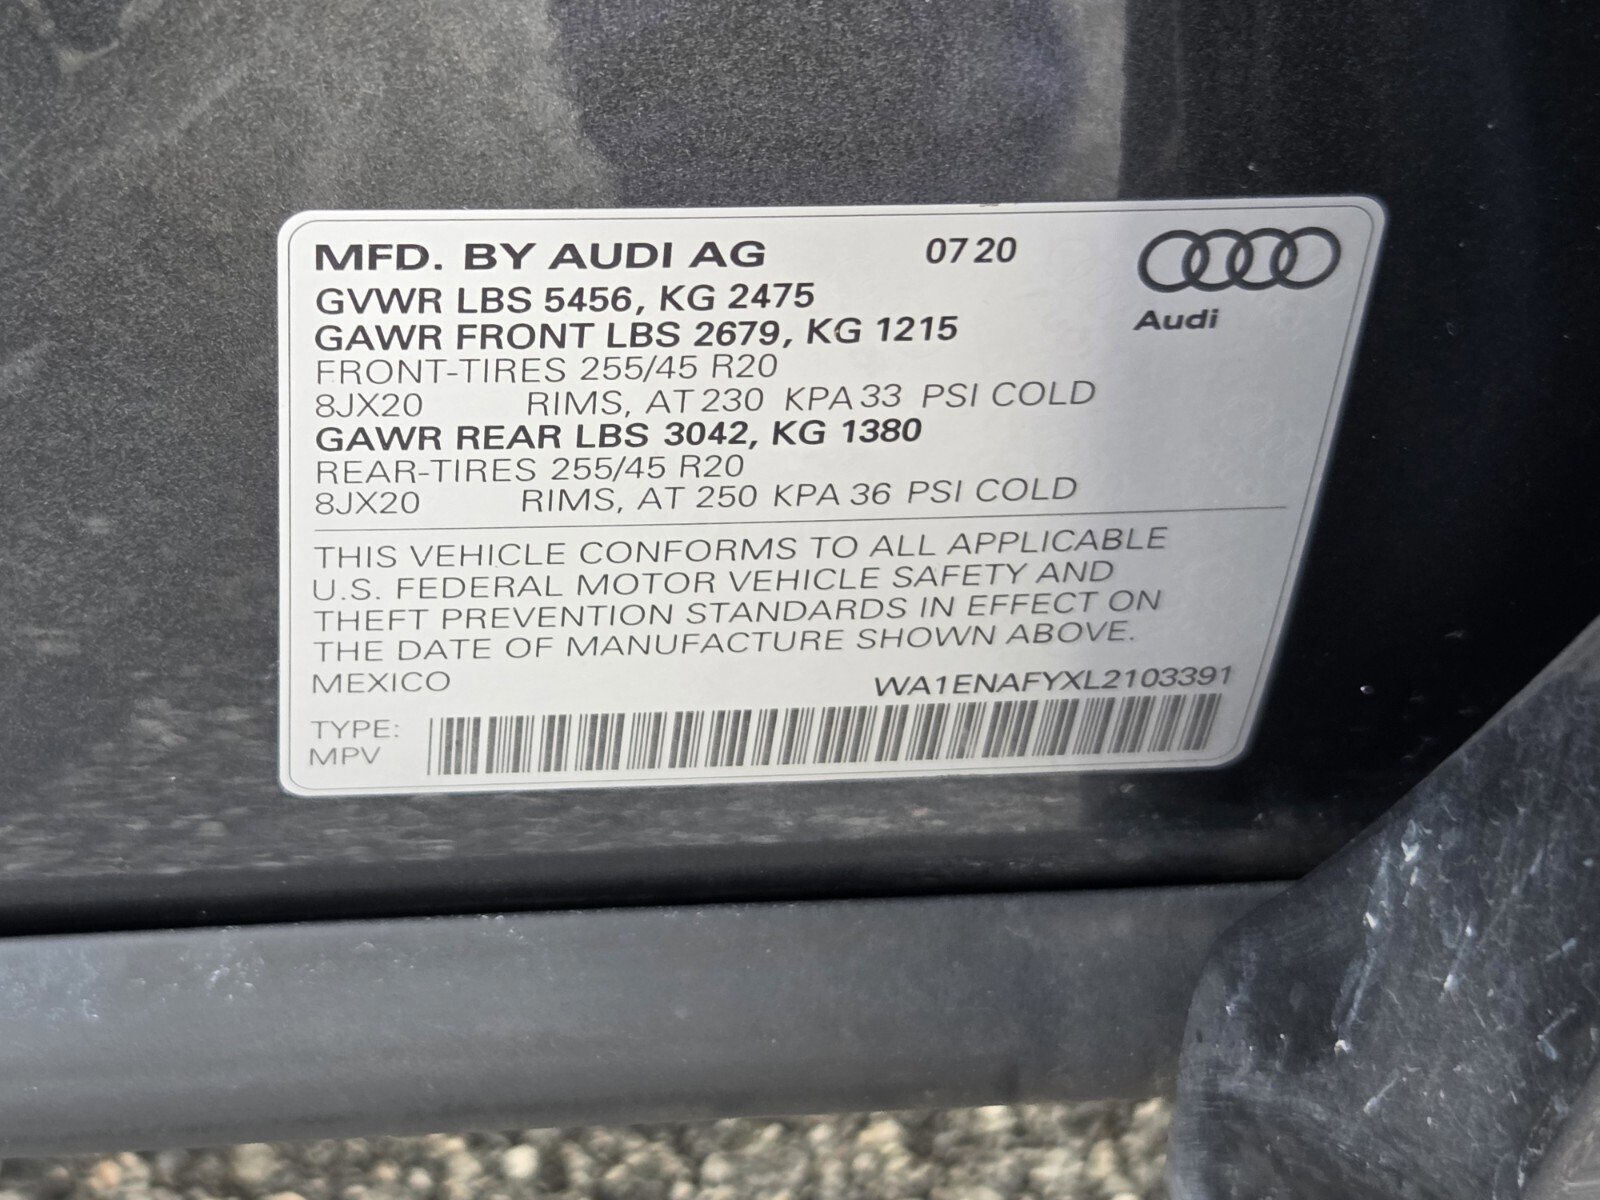 MFD. BY AUDI AG 07 20
GVWR LBS 5456, KG 2475
GAWR FRONT LBS 2679, KG 1215
Audi
FRONT-TIRES 255/45 R20
8JX20 RIMS, AT 230 KPA 33 PSI COLD
GAWR REAR LBS 3042, KG 1380
REAR-TIRES 255/45 R20
8JX20 RIMS, AT 250 KPA 36 PSI COLD
THIS VEHICLE CONFORMS TO ALL APPLICABLE
U.S. FEDERAL MOTOR VEHICLE SAFETY AND
THEFT PREVENTION STANDARDS IN EFFECT ON
THE DATE OF MANUFACTURE SHOWN ABOVE.
MEXICO WA1ENAFYXL2103391
TYPE:
MPV